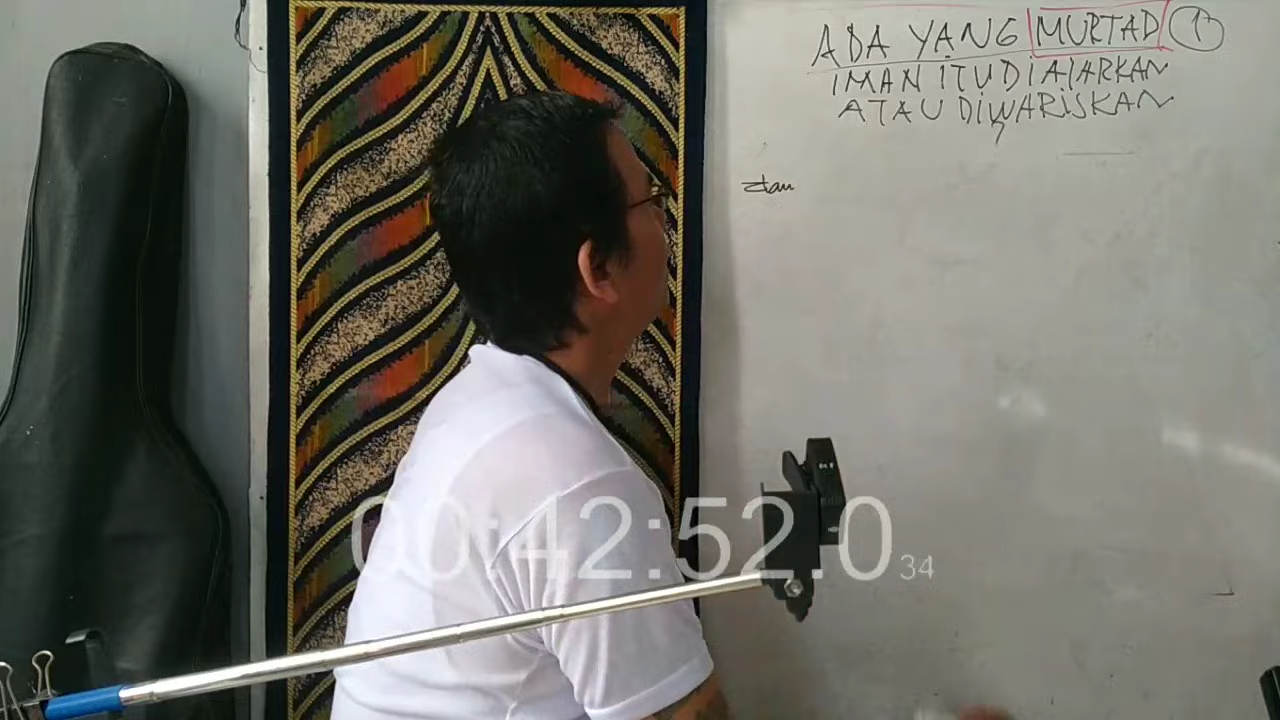 ADA YANG MURTAD 1
IMAN ITU DIAJARKAN
ATAU DIWARISKAN
00:42:52.0 34